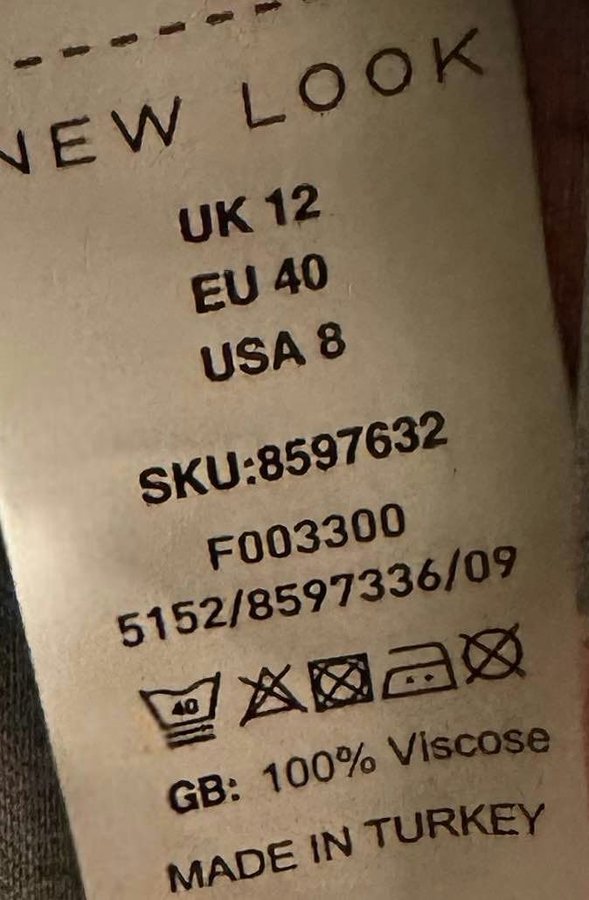 NEW LOOK
UK 12
EU 40
USA 8
SKU:8597632
F003300
5152/8597336/09
40
GB: 100% Viscose
MADE IN TURKEY